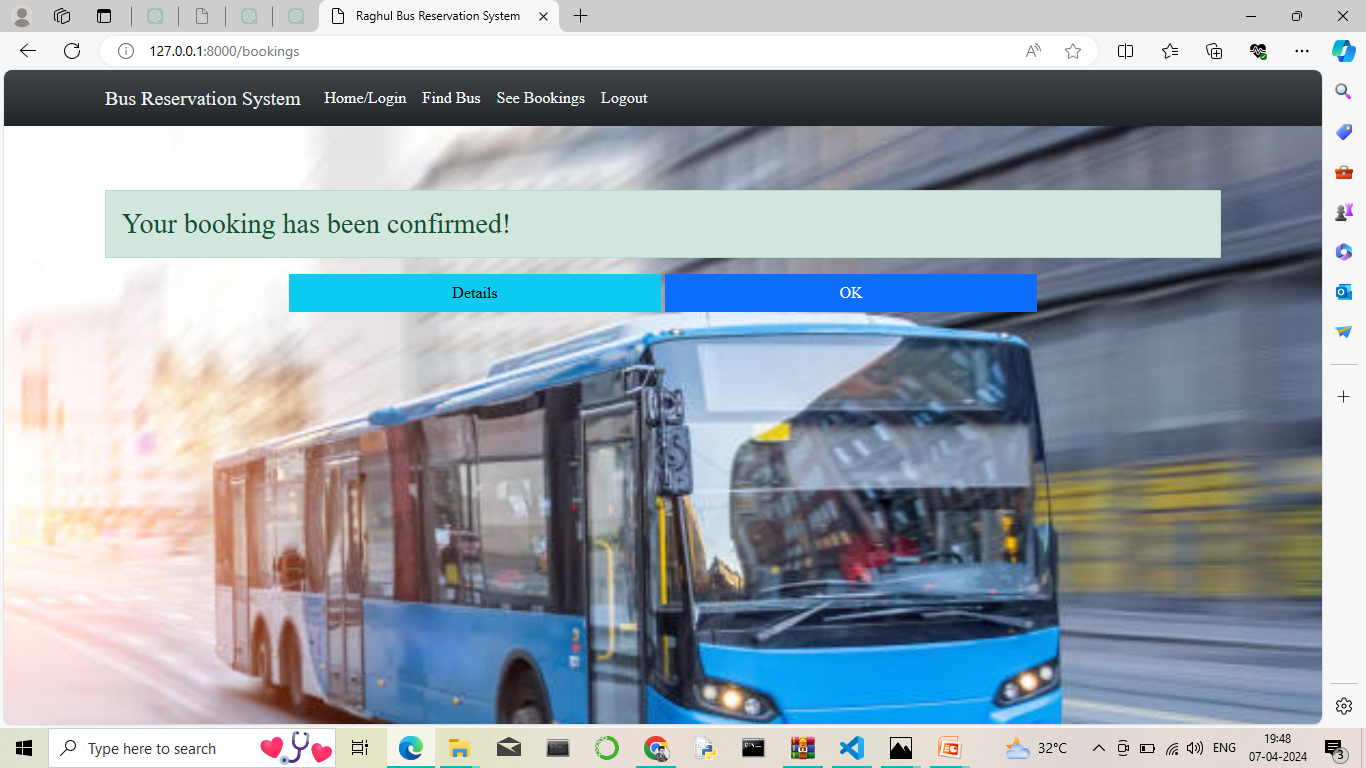 Raghul Bus Reservation System
127.0.0.1:8000/bookings
Bus Reservation System Home/Login Find Bus See Bookings Logout
Your booking has been confirmed!
Details OK
Type here to search
32°C
ENG
19:48
07-04-2024
3